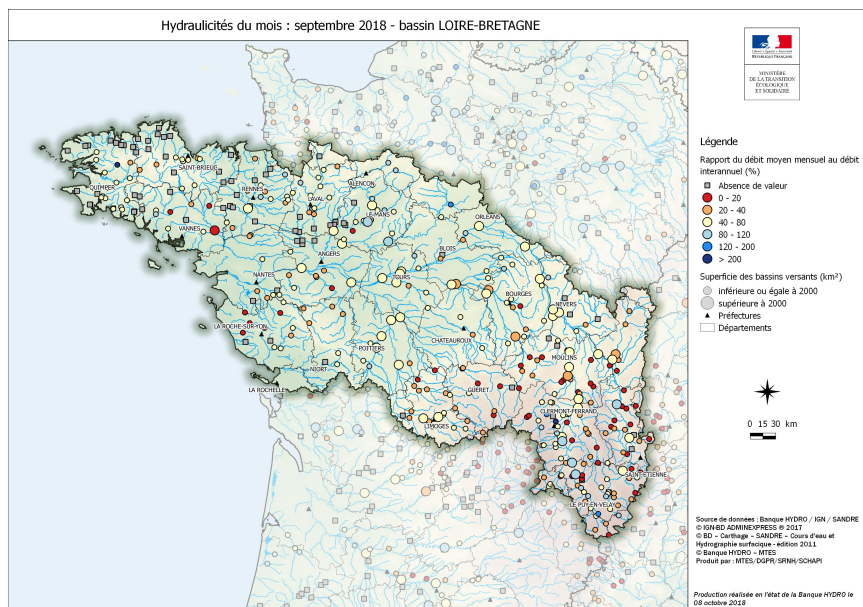 Hydraulicités du mois : septembre 2018 - bassin LOIRE-BRETAGNE
RÉPUBLIQUE FRANÇAISE
MINISTÈRE
DE LA TRANSITION
ÉCOLOGIQUE
ET SOLIDAIRE
Légende
Rapport du débit moyen mensuel au débit
interannuel (%)
Absence de valeur
0 - 20
20 - 40
40 - 80
80 - 120
120 - 200
> 200
Superficie des bassins versants (km²)
inférieure ou égale à 2000
supérieure à 2000
Préfectures
Départements
SAINT-BRIEUC
QUIMPER
RENNES
LAVAL
ALENCON
LE-MANS
VANNES
ORLEANS
ANGERS
BLOIS
NANTES
TOURS
BOURGES
NEVERS
LA ROCHE-SUR-YON
CHATEAUROUX
POITIERS
MOULINS
NIORT
LA ROCHELLE
GUERET
CLERMONT-FERRAND
LIMOGES
SAINT-ETIENNE
LE-PUY-EN-VELAY
0 15 30 km
Source de données : Banque HYDRO / IGN / SANDRE
© IGN-BD ADMINEXPRESS ® 2017
© BD – Carthage – SANDRE – Cours d'eau et
Hydrographie surfacique - édition 2011
© Banque HYDRO – MTES
Produit par : MTES/DGPR/SRNH/SCHAPI
Production réalisée en l'état de la Banque HYDRO le
08 octobre 2018